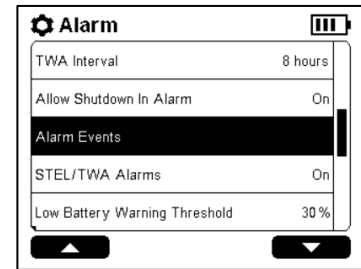 Alarm
TWA Interval 8 hours
Allow Shutdown In Alarm On
Alarm Events
STEL/TWA Alarms On
Low Battery Warning Threshold 30 %